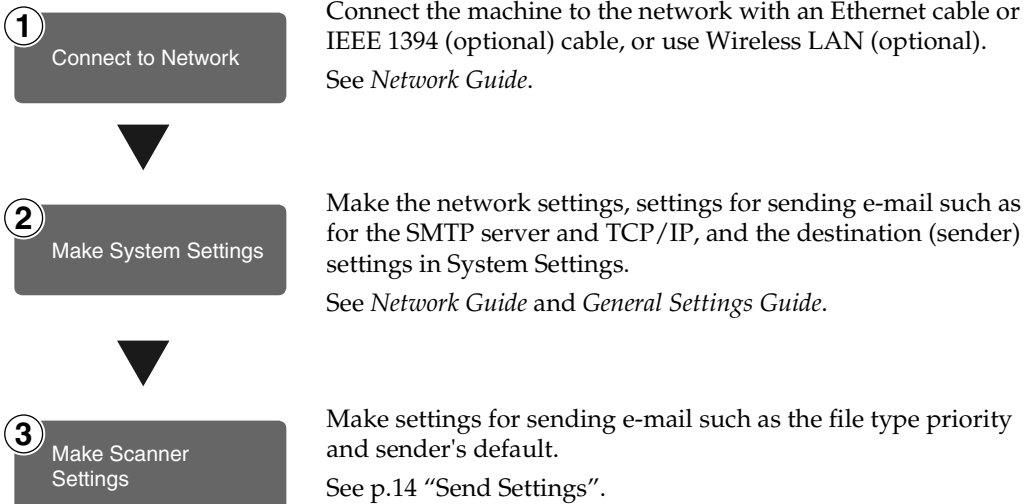 1
Connect to Network
Connect the machine to the network with an Ethernet cable or
IEEE 1394 (optional) cable, or use Wireless LAN (optional).
See Network Guide.
2
Make System Settings
Make the network settings, settings for sending e-mail such as
for the SMTP server and TCP/IP, and the destination (sender)
settings in System Settings.
See Network Guide and General Settings Guide.
3
Make Scanner
Settings
Make settings for sending e-mail such as the file type priority
and sender's default.
See p.14 “Send Settings”.